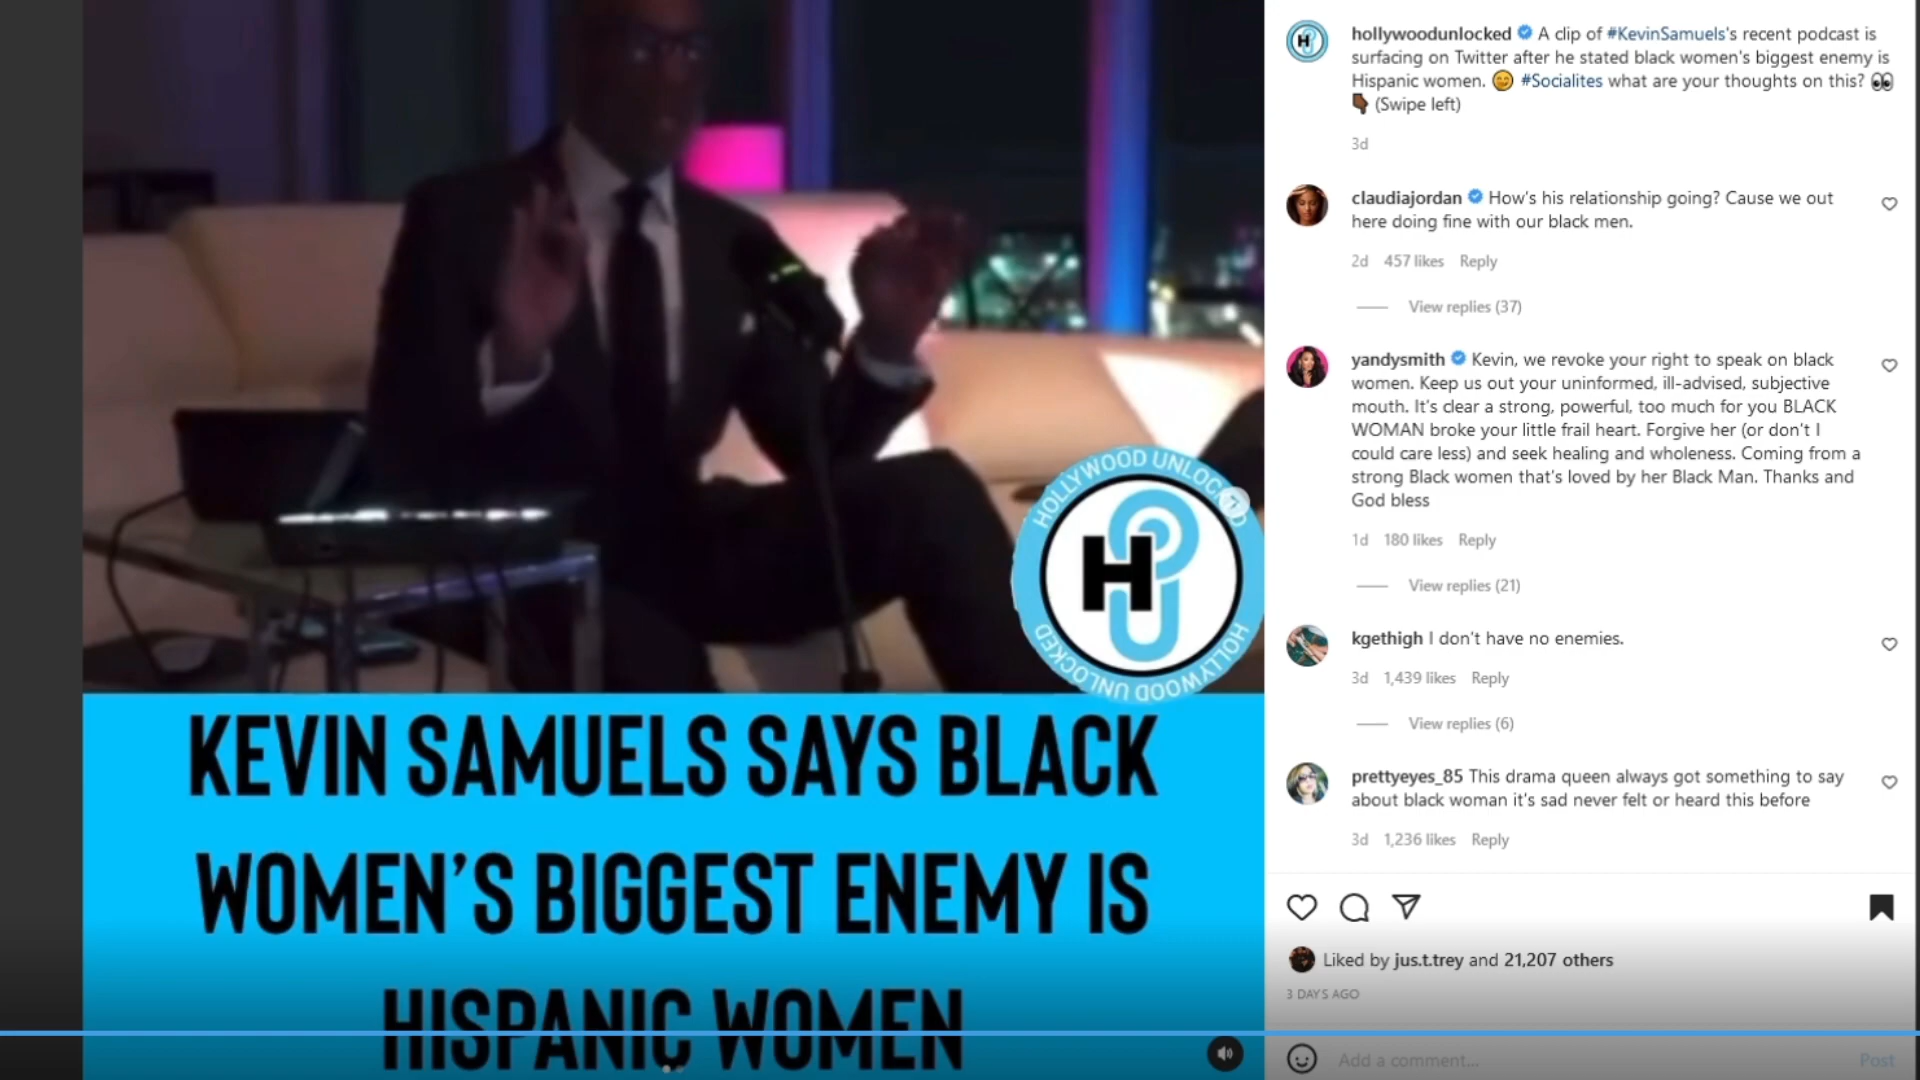 HOLLYWOOD UNLOCKED
H
HOLLYWOOD UNLOCKED
KEVIN SAMUELS SAYS BLACK
WOMEN'S BIGGEST ENEMY IS
HISPANIC WOMEN
H
hollywoodunlocked A clip of #KevinSamuels's recent podcast is
surfacing on Twitter after he stated black women's biggest enemy is
Hispanic women. 😊 #Socialites what are your thoughts on this? 👀
👇🏾 (Swipe left)
3d
claudiajordan How's his relationship going? Cause we out
here doing fine with our black men.
2d 457 likes Reply
View replies (37)
yandysmith Kevin, we revoke your right to speak on black
women. Keep us out your uninformed, ill-advised, subjective
mouth. It's clear a strong, powerful, too much for you BLACK
WOMAN broke your little frail heart. Forgive her (or don't I
could care less) and seek healing and wholeness. Coming from a
strong Black women that's loved by her Black Man. Thanks and
God bless
1d 180 likes Reply
View replies (21)
kgethigh I don't have no enemies.
3d 1,439 likes Reply
View replies (6)
prettyeyes_85 This drama queen always got something to say
about black woman it's sad never felt or heard this before
3d 1,236 likes Reply
Liked by jus.t.trey and 21,207 others
3 DAYS AGO
Add a comment...
Post